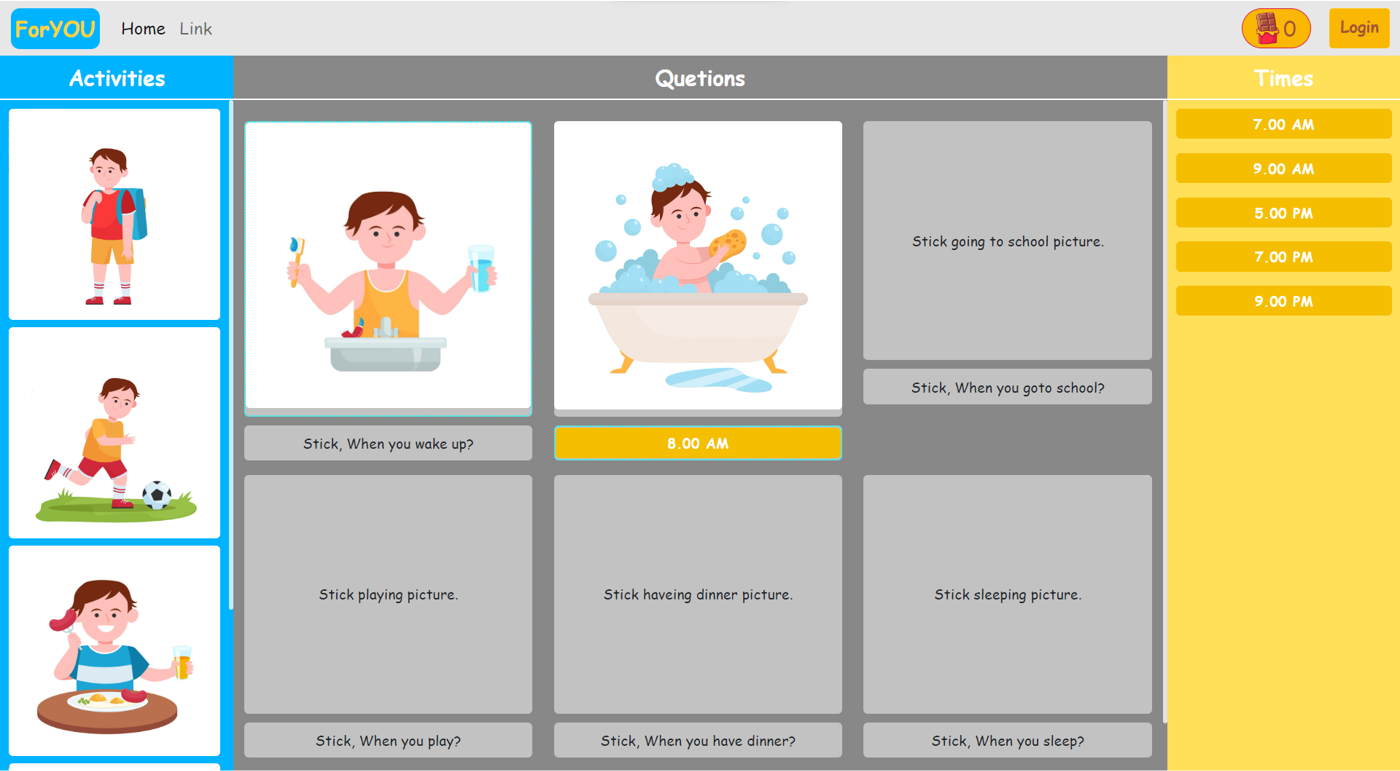 ForYOU
Home
Link
0
Login
Activities
Quetions
Times
Stick going to school picture.
Stick, When you wake up?
8.00 AM
Stick, When you goto school?
Stick playing picture.
Stick haveing dinner picture.
Stick sleeping picture.
Stick, When you play?
Stick, When you have dinner?
Stick, When you sleep?
7.00 AM
9.00 AM
5.00 PM
7.00 PM
9.00 PM